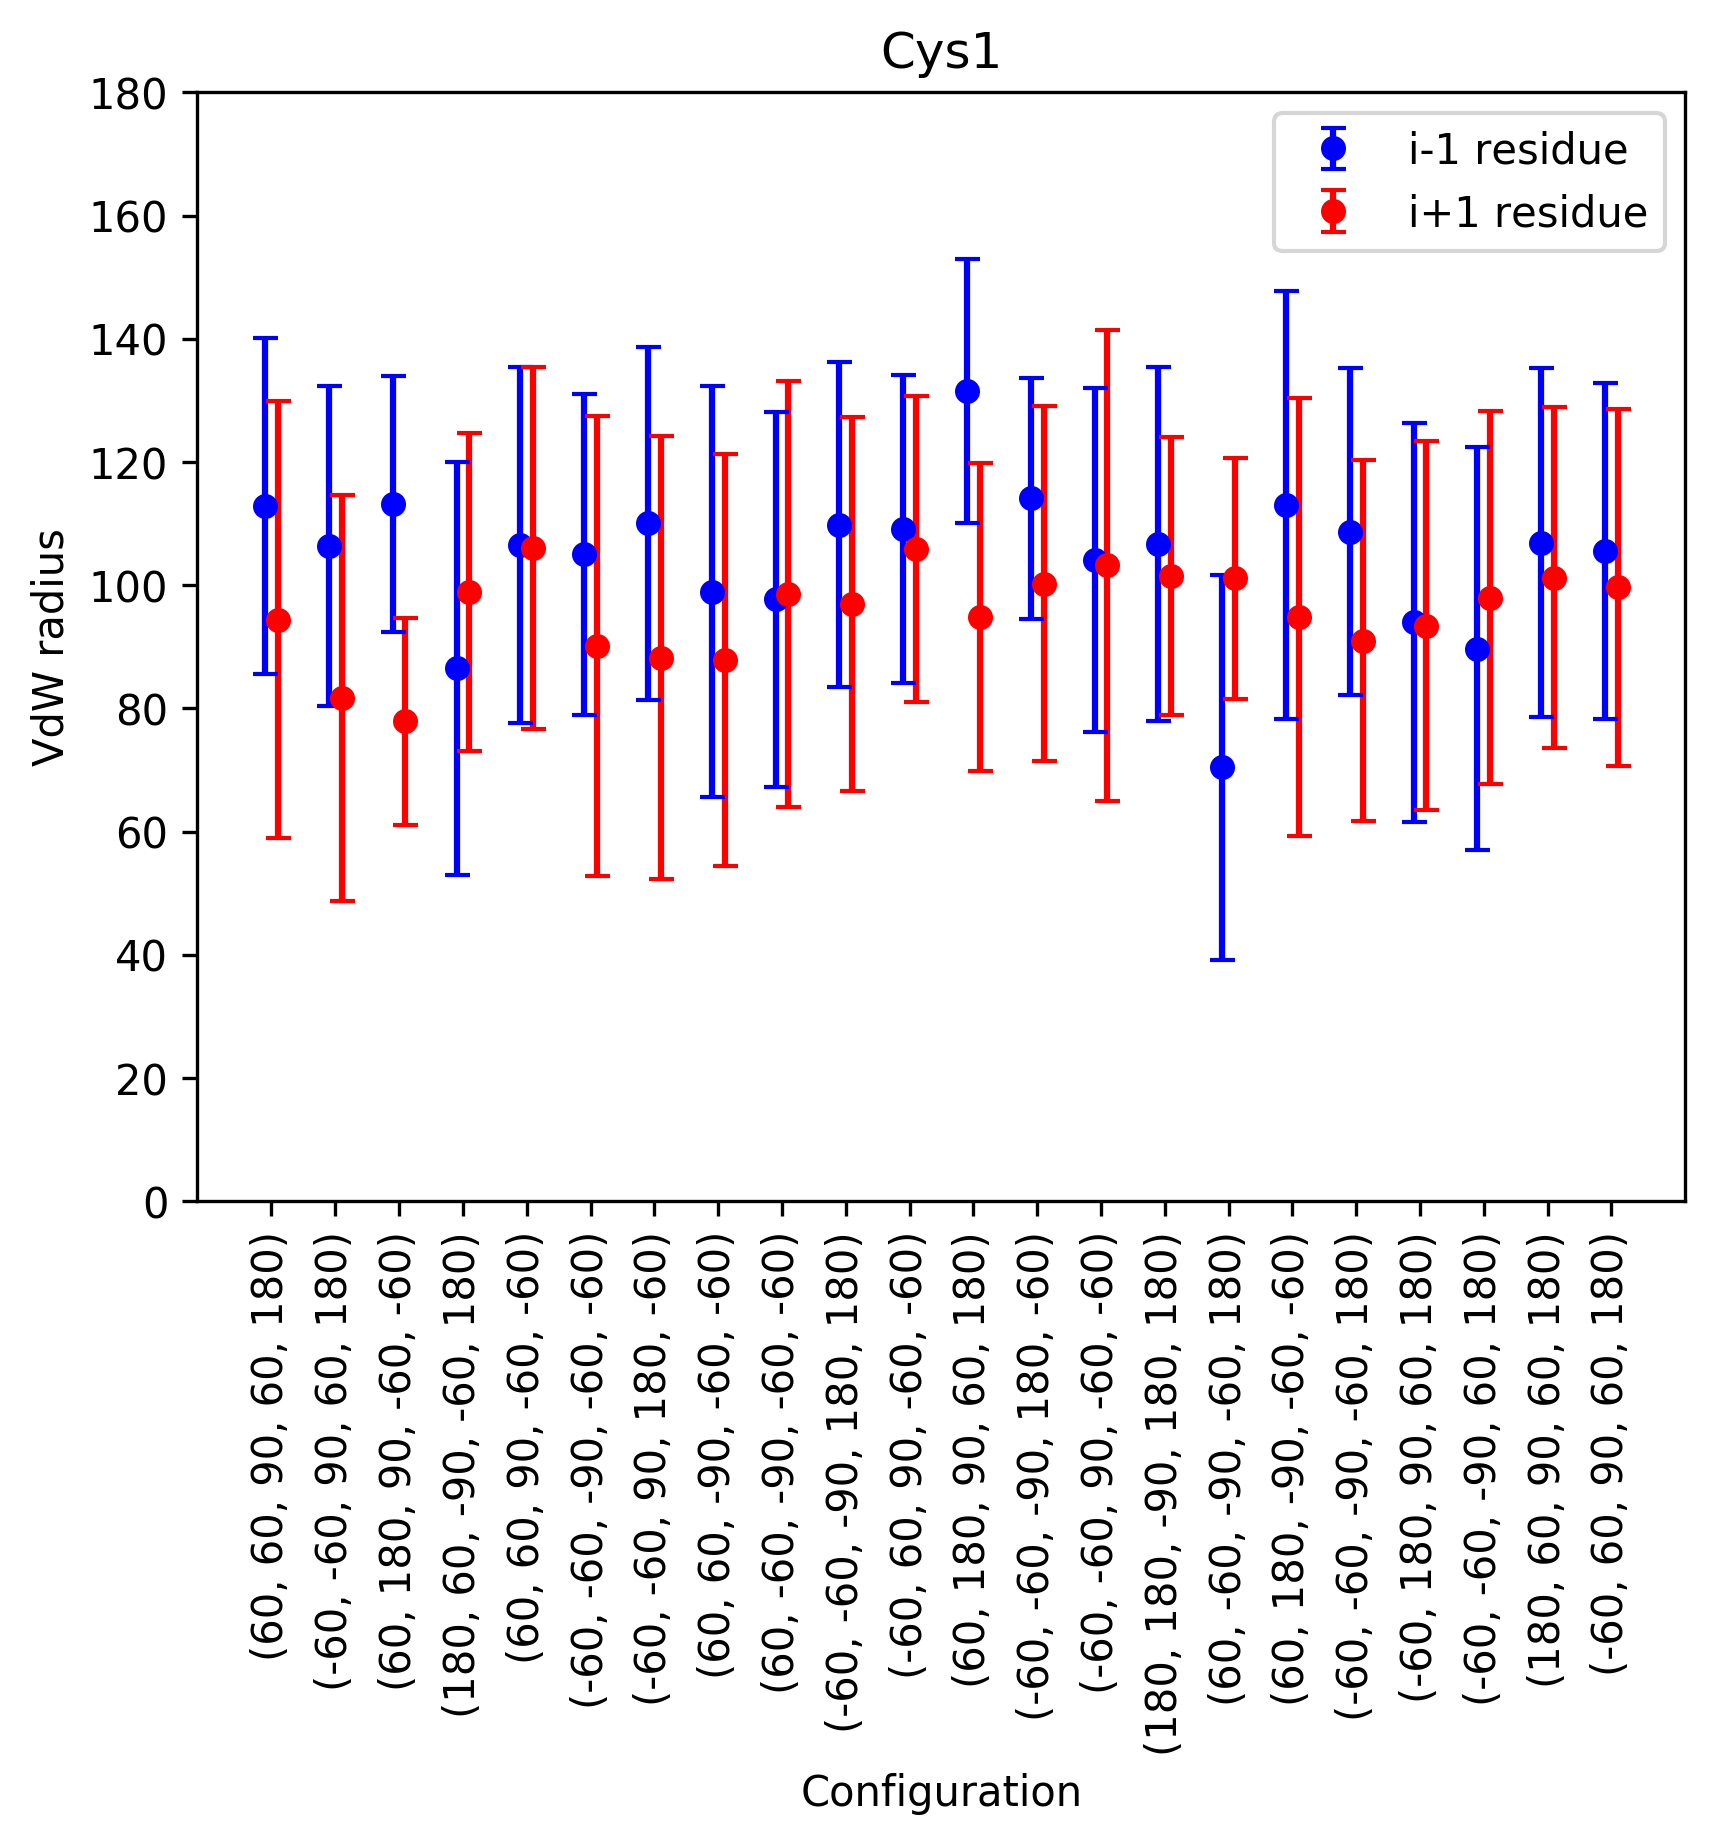 Cys1
180
160
140
120
100
80
60
40
20
0
VdW radius
i-1 residue
i+1 residue
(60, 60, 90, 60, 180)
(-60, -60, 90, 60, 180)
(60, 180, 90, -60, -60)
(180, 60, -90, -60, 180)
(60, 60, 90, -60, -60)
(-60, -60, -90, -60, -60)
(-60, -60, 90, 180, -60)
(60, 60, -90, -60, -60)
(60, -60, -90, -60, -60)
(-60, -60, -90, 180, 180)
(-60, 60, 90, -60, -60)
(60, 180, 90, 60, 180)
(-60, -60, -90, 180, -60)
(-60, -60, 90, -60, -60)
(180, 180, -90, 180, 180)
(60, -60, -90, -60, 180)
(60, 180, -90, -60, -60)
(-60, -60, -90, -60, 180)
(-60, 180, 90, 60, 180)
(-60, -60, -90, 60, 180)
(180, 60, 90, 60, 180)
(-60, 60, 90, 60, 180)
Configuration